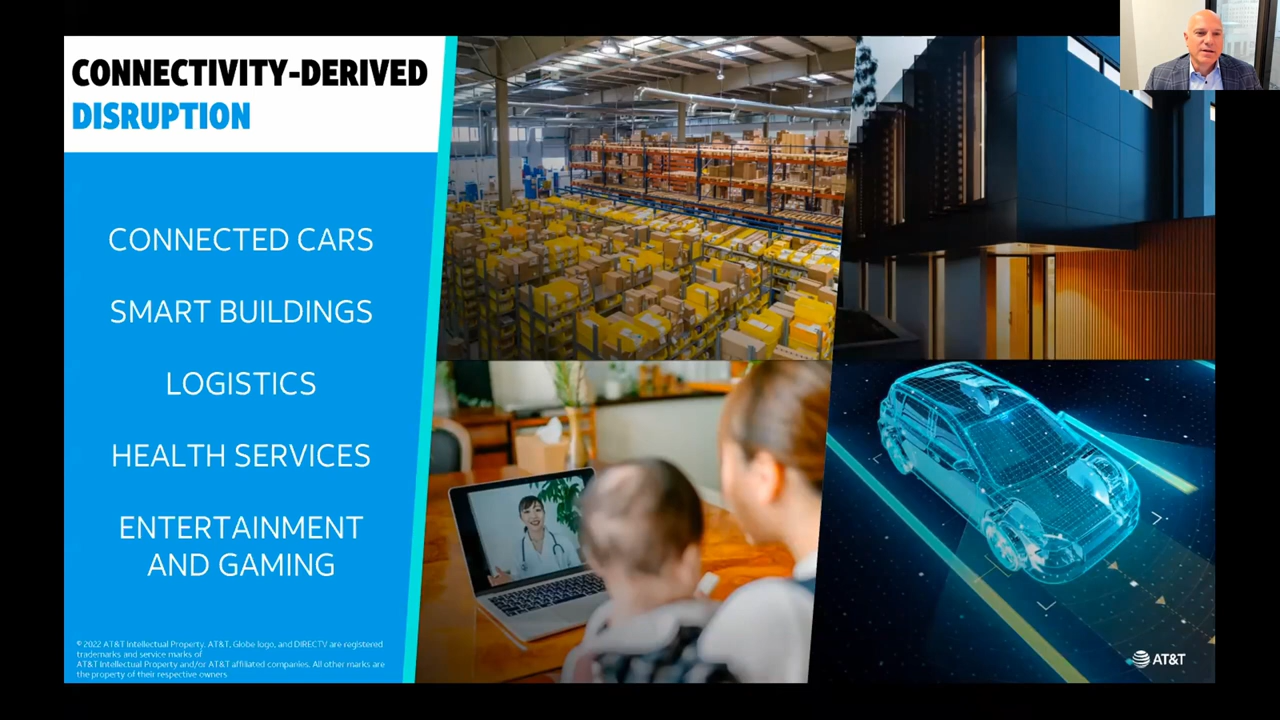 CONNECTIVITY-DERIVED
DISRUPTION
CONNECTED CARS
SMART BUILDINGS
LOGISTICS
HEALTH SERVICES
ENTERTAINMENT
AND GAMING
© 2022 AT&T Intellectual Property. AT&T, Globe logo, and DIRECTV are registered
trademarks and service marks of
AT&T Intellectual Property and/or AT&T affiliated companies. All other marks are
the property of their respective owners
AT&T